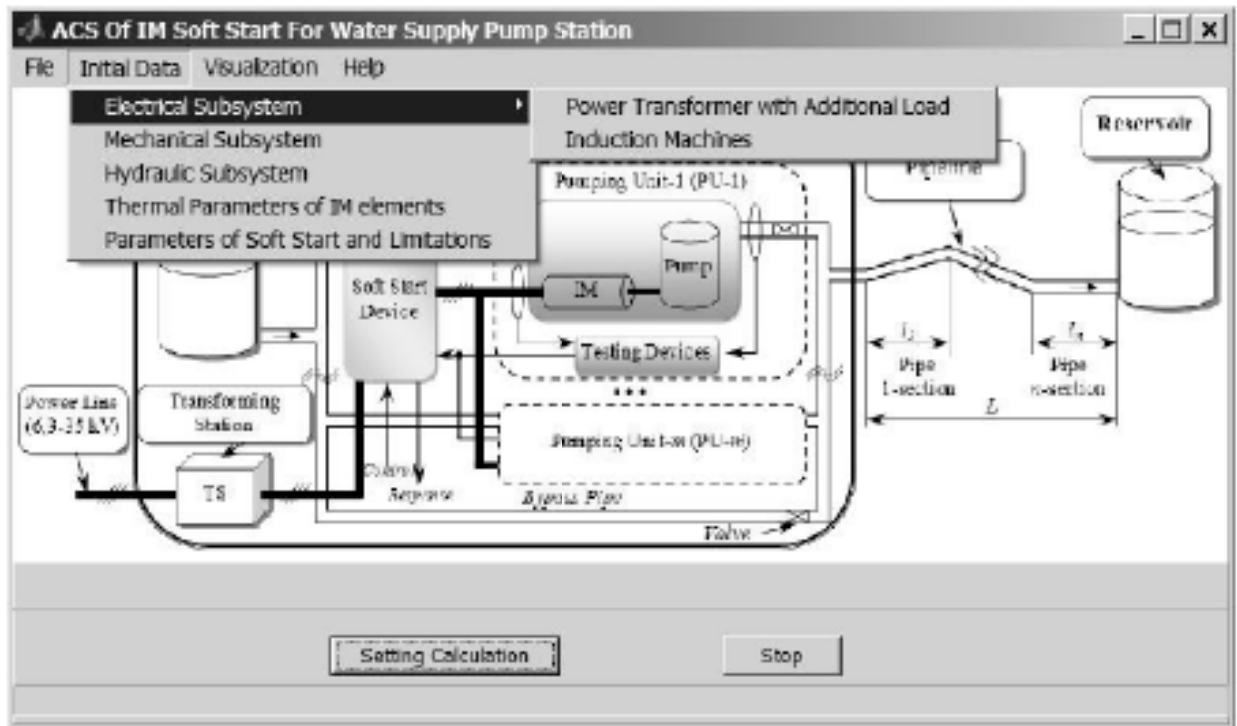 ACS Of IM Soft Start For Water Supply Pump Station
File Initial Data Visualization Help
Electrical Subsystem
Mechanical Subsystem
Hydraulic Subsystem
Thermal Parameters of IM elements
Parameters of Soft Start and Limitations
Power Transformer with Additional Load
Induction Machines
Reservoir
Pipeline
Pumping Unit-1 (PU-1)
Pump
IM
Soft Start
Device
Testing Devices
Pipe
1-section
Pipe
n-section
L
Power Line
(6,3-35 kV)
Transforming
Station
TS
Pumping Unit-m (PU-m)
Control
Response
Bypass Pipe
Valve
Setting Calculation
Stop